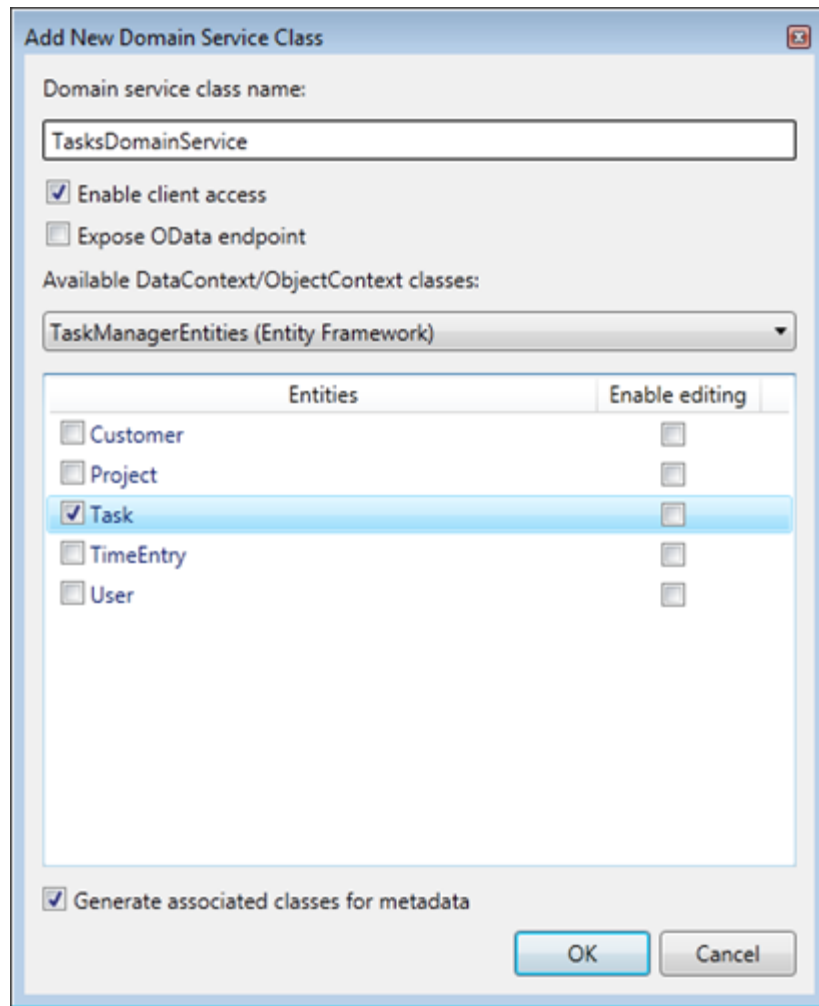 Add New Domain Service Class
Domain service class name:
TasksDomainService
Enable client access
Expose OData endpoint
Available DataContext/ObjectContext classes:
TaskManagerEntities (Entity Framework)
Entities Enable editing
Customer
Project
Task
TimeEntry
User
Generate associated classes for metadata
OK Cancel